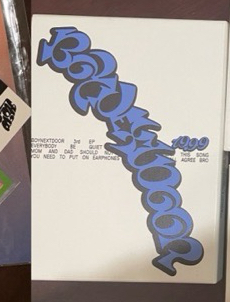 BOYNEXTDOOR
1999
BOYNEXTDOOR 3rd EP THIS SONG
EVERYBODY BE QUIET AGREE BRO
MOM AND DAD SHOULD NO
YOU NEED TO PUT ON EARPHONES